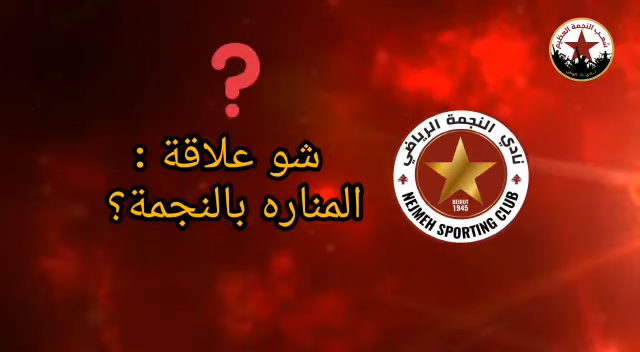 شعب النجمة العظيم
؟
شو علاقة :
المناره بالنجمة؟
نادي النجمة الرياضي
BEIRUT
1945
NEJMEH SPORTING CLUB